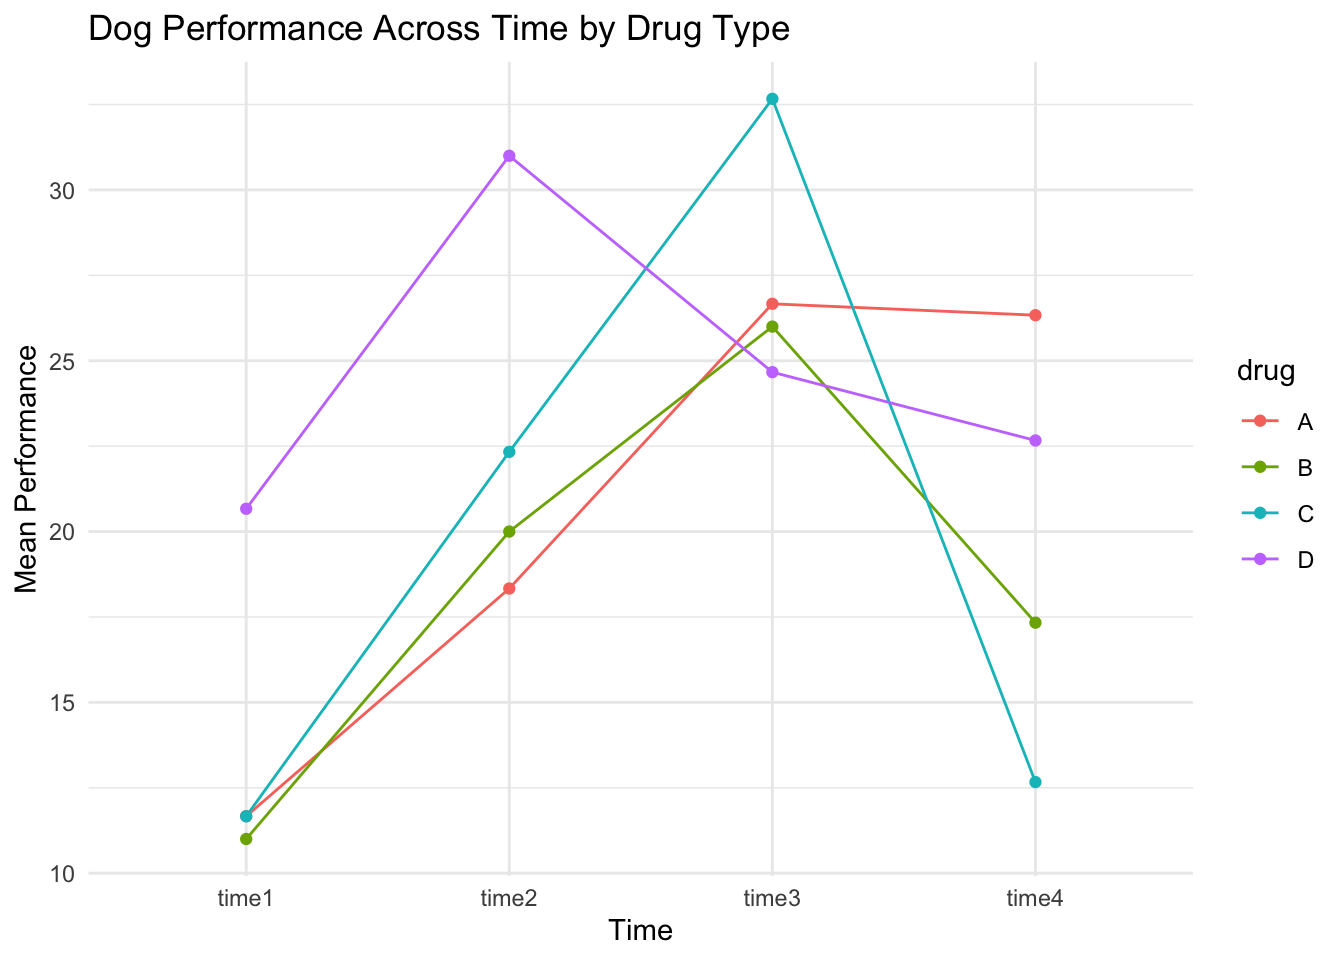 Dog Performance Across Time by Drug Type
Mean Performance
30
25
20
15
10
time1 time2 time3 time4
Time
drug
A
B
C
D